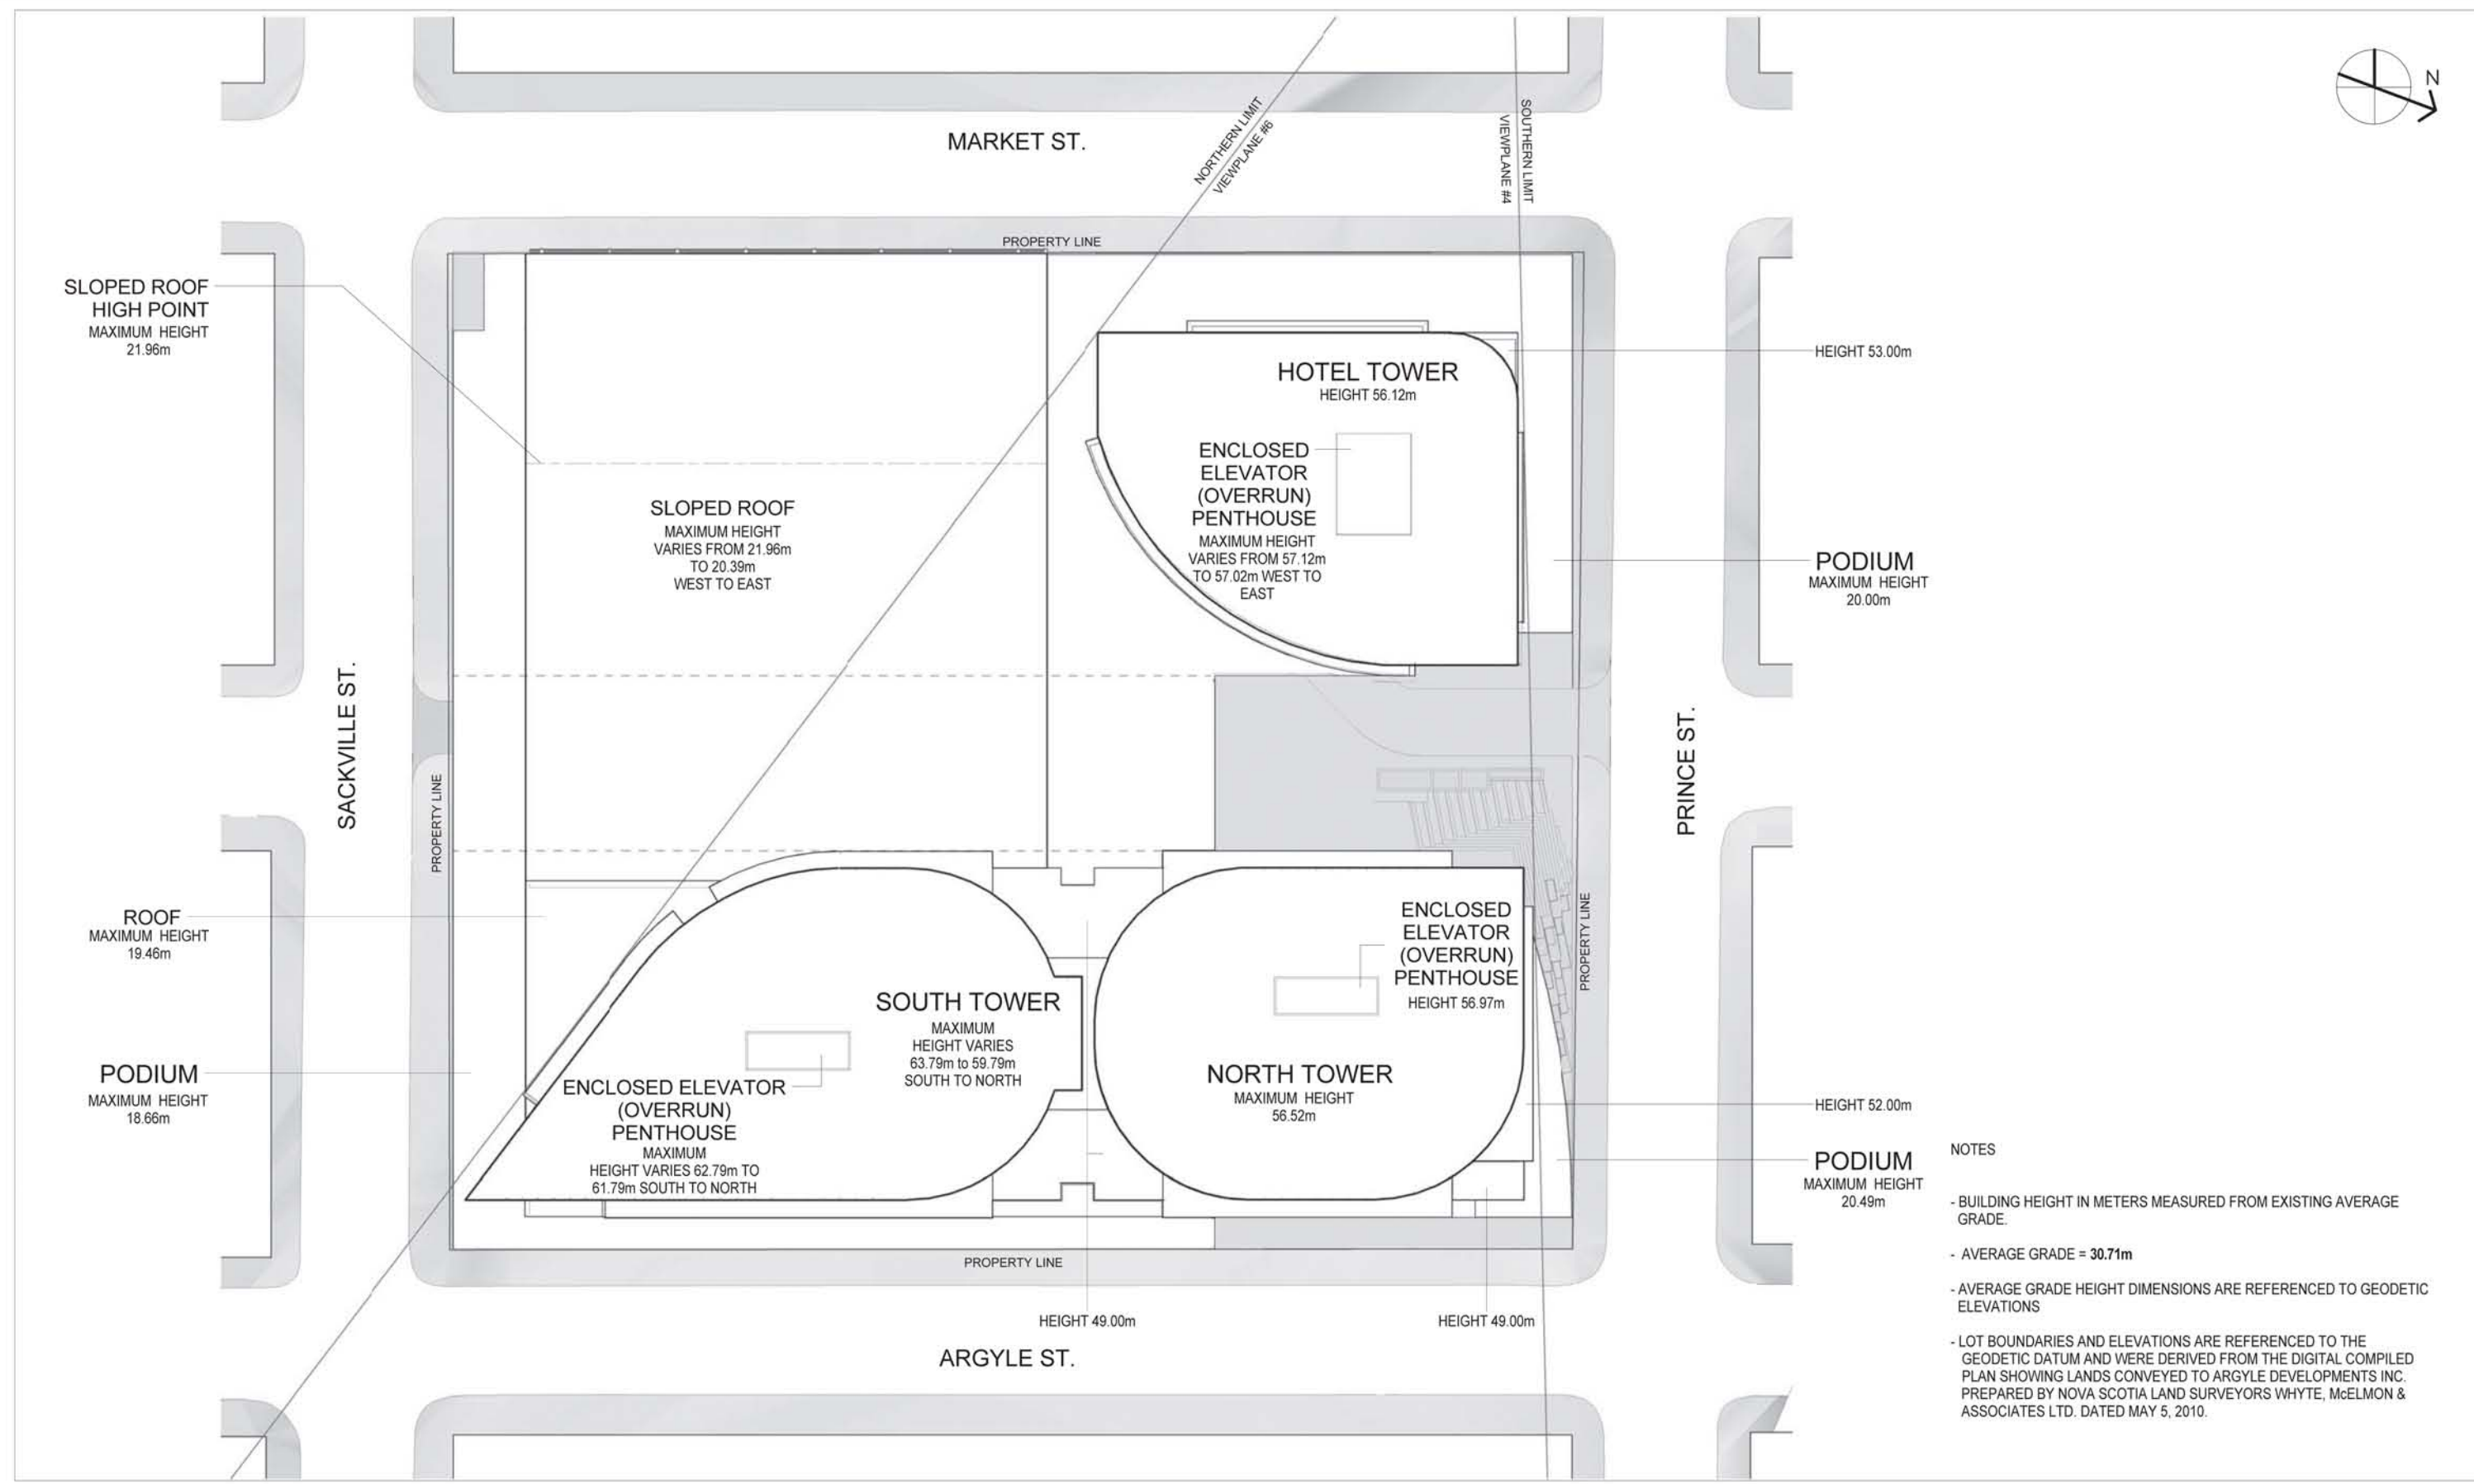 N
MARKET ST.
NORTHERN LIMIT
VIEWPLANE #6
SOUTHERN LIMIT
VIEWPLANE #4
PROPERTY LINE
SLOPED ROOF
HIGH POINT
MAXIMUM HEIGHT
21.96m
HOTEL TOWER
HEIGHT 56.12m
HEIGHT 53.00m
ENCLOSED
ELEVATOR
(OVERRUN)
PENTHOUSE
MAXIMUM HEIGHT
VARIES FROM 57.12m
TO 57.02m WEST TO
EAST
SLOPED ROOF
MAXIMUM HEIGHT
VARIES FROM 21.96m
TO 20.39m
WEST TO EAST
PODIUM
MAXIMUM HEIGHT
20.00m
SACKVILLE ST.
PROPERTY LINE
PRINCE ST.
PROPERTY LINE
ROOF
MAXIMUM HEIGHT
19.46m
ENCLOSED
ELEVATOR
(OVERRUN)
PENTHOUSE
HEIGHT 56.97m
SOUTH TOWER
MAXIMUM
HEIGHT VARIES
63.79m to 59.79m
SOUTH TO NORTH
NORTH TOWER
MAXIMUM HEIGHT
56.52m
PODIUM
MAXIMUM HEIGHT
18.66m
ENCLOSED ELEVATOR
(OVERRUN)
PENTHOUSE
MAXIMUM
HEIGHT VARIES 62.79m TO
61.79m SOUTH TO NORTH
HEIGHT 52.00m
PODIUM
MAXIMUM HEIGHT
20.49m
PROPERTY LINE
HEIGHT 49.00m
HEIGHT 49.00m
ARGYLE ST.
NOTES
- BUILDING HEIGHT IN METERS MEASURED FROM EXISTING AVERAGE
GRADE.
- AVERAGE GRADE = 30.71m
- AVERAGE GRADE HEIGHT DIMENSIONS ARE REFERENCED TO GEODETIC
ELEVATIONS
- LOT BOUNDARIES AND ELEVATIONS ARE REFERENCED TO THE
GEODETIC DATUM AND WERE DERIVED FROM THE DIGITAL COMPILED
PLAN SHOWING LANDS CONVEYED TO ARGYLE DEVELOPMENTS INC.
PREPARED BY NOVA SCOTIA LAND SURVEYORS WHYTE, McELMON &
ASSOCIATES LTD. DATED MAY 5, 2010.